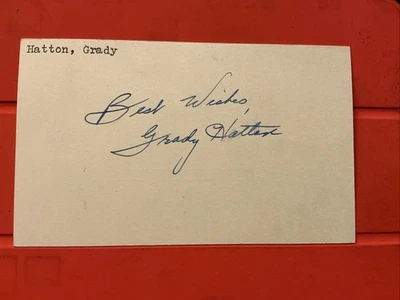 Hatton, Grady
Best Wishes,
Grady Hatton